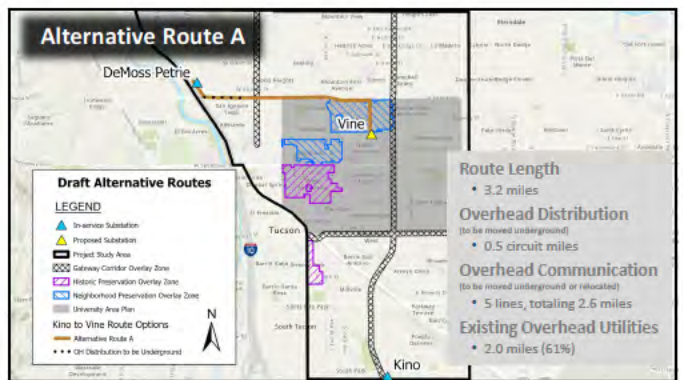 Alternative Route A
DeMoss Petrie
Vine
Tucson
South Tucson
Kino
Draft Alternative Routes
LEGEND
In-service Substation
Proposed Substation
Project Study Area
Gateway Corridor Overlay Zone
Historic Preservation Overlay Zone
Neighborhood Preservation Overlay Zone
University Area Plan
Kino to Vine Route Options
Alternative Route A
OH Distribution to be Underground
N
10
Route Length
• 3.2 miles
Overhead Distribution
(to be moved underground)
• 0.5 circuit miles
Overhead Communication
(to be moved underground or relocated)
• 5 lines, totaling 2.6 miles
Existing Overhead Utilities
• 2.0 miles (61%)